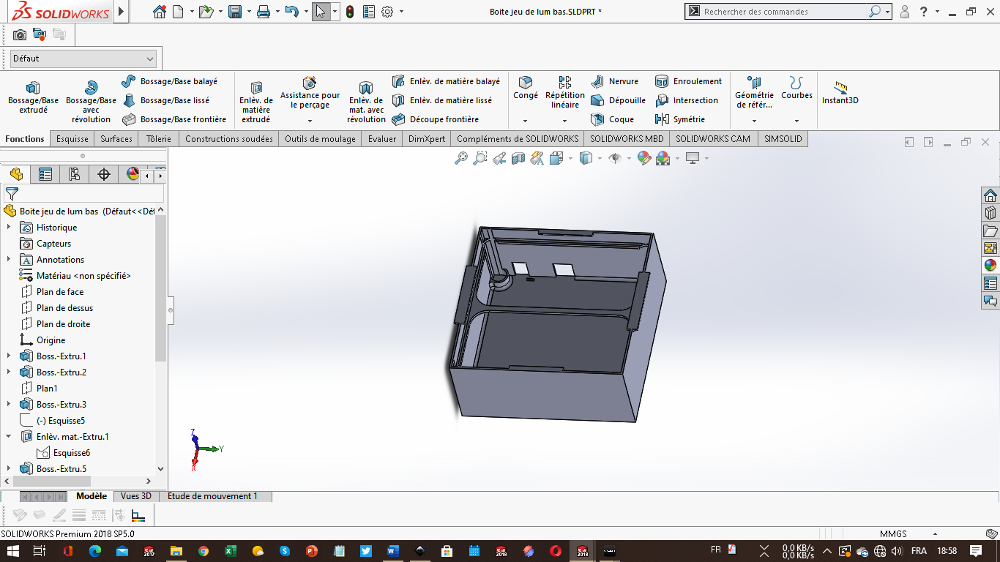 SOLIDWORKS
Boite jeu de lum bas.SLDPRT *
Rechercher des commandes
?
Défaut
Bossage/Base extrudé
Bossage/Base avec révolution
Bossage/Base balayé
Bossage/Base lissé
Bossage/Base frontière
Enlèv. de matière extrudé
Assistance pour le perçage
Enlèv. de mat. avec révolution
Enlèv. de matière balayé
Enlèv. de matière lissé
Découpe frontière
Congé
Répétition linéaire
Nervure
Dépouille
Coque
Enroulement
Intersection
Symétrie
Géométrie de référ...
Courbes
Instant3D
Fonctions
Esquisse
Surfaces
Tôlerie
Constructions soudées
Outils de moulage
Evaluer
DimXpert
Compléments de SOLIDWORKS
SOLIDWORKS MBD
SOLIDWORKS CAM
SIMSOLID
Boite jeu de lum bas (Défaut<<Déf
Historique
Capteurs
Annotations
Matériau <non spécifié>
Plan de face
Plan de dessus
Plan de droite
Origine
Boss.-Extru.1
Boss.-Extru.2
Plan1
Boss.-Extru.3
(-) Esquisse5
Enlèv. mat.-Extru.1
Esquisse6
Boss.-Extru.5
Z
Y
X
Modèle
Vues 3D
Etude de mouvement 1
SOLIDWORKS Premium 2018 SP5.0
MMGS
FR
0,0 KB/s
0,0 KB/s
FRA
18:58